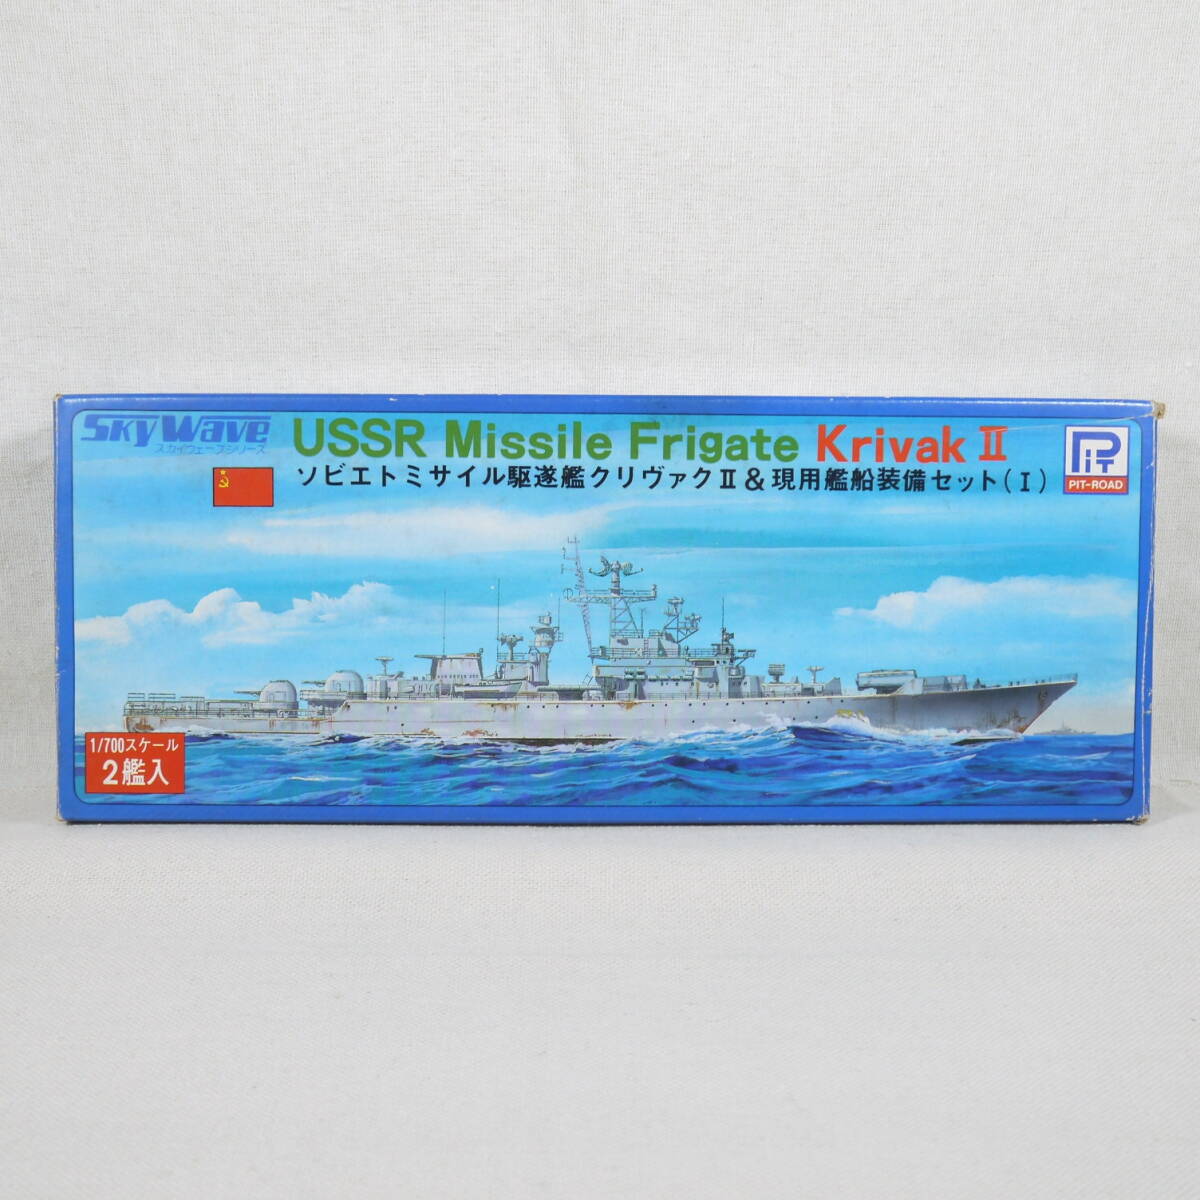 SkyWave
スカイウェーブシリーズ
USSR Missile Frigate Krivak II
ソビエトミサイル駆逐艦クリヴァクII&現用艦船装備セット(I)
PIT
PIT-ROAD
1/700スケール
2艦入